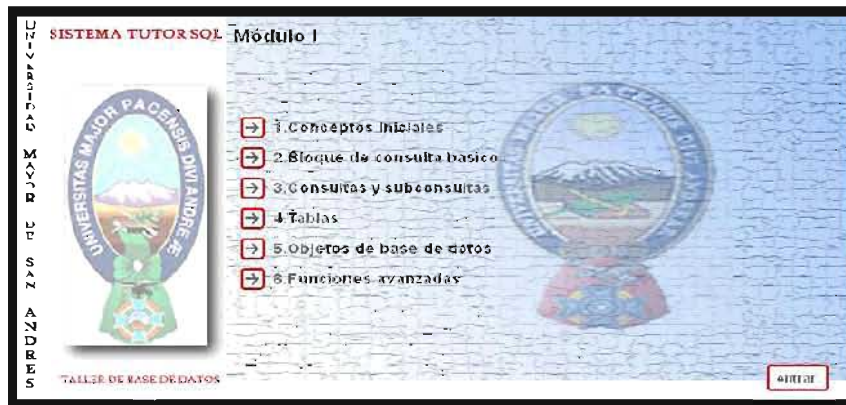 UNIVERSIDAD MAYOR DE SAN ANDRES
SISTEMA TUTOR SQL
Módulo I
UNIVERSITAS MAJOR PACENSIS DIVI ANDRE Æ
1.Conceptos iniciales
2.Bloque de consulta basico
3.Consultas y subconsultas
4.Tablas
5.Objetos de base de datos
6.Funciones avanzadas
TALLER DE BASE DE DATOS
entrar